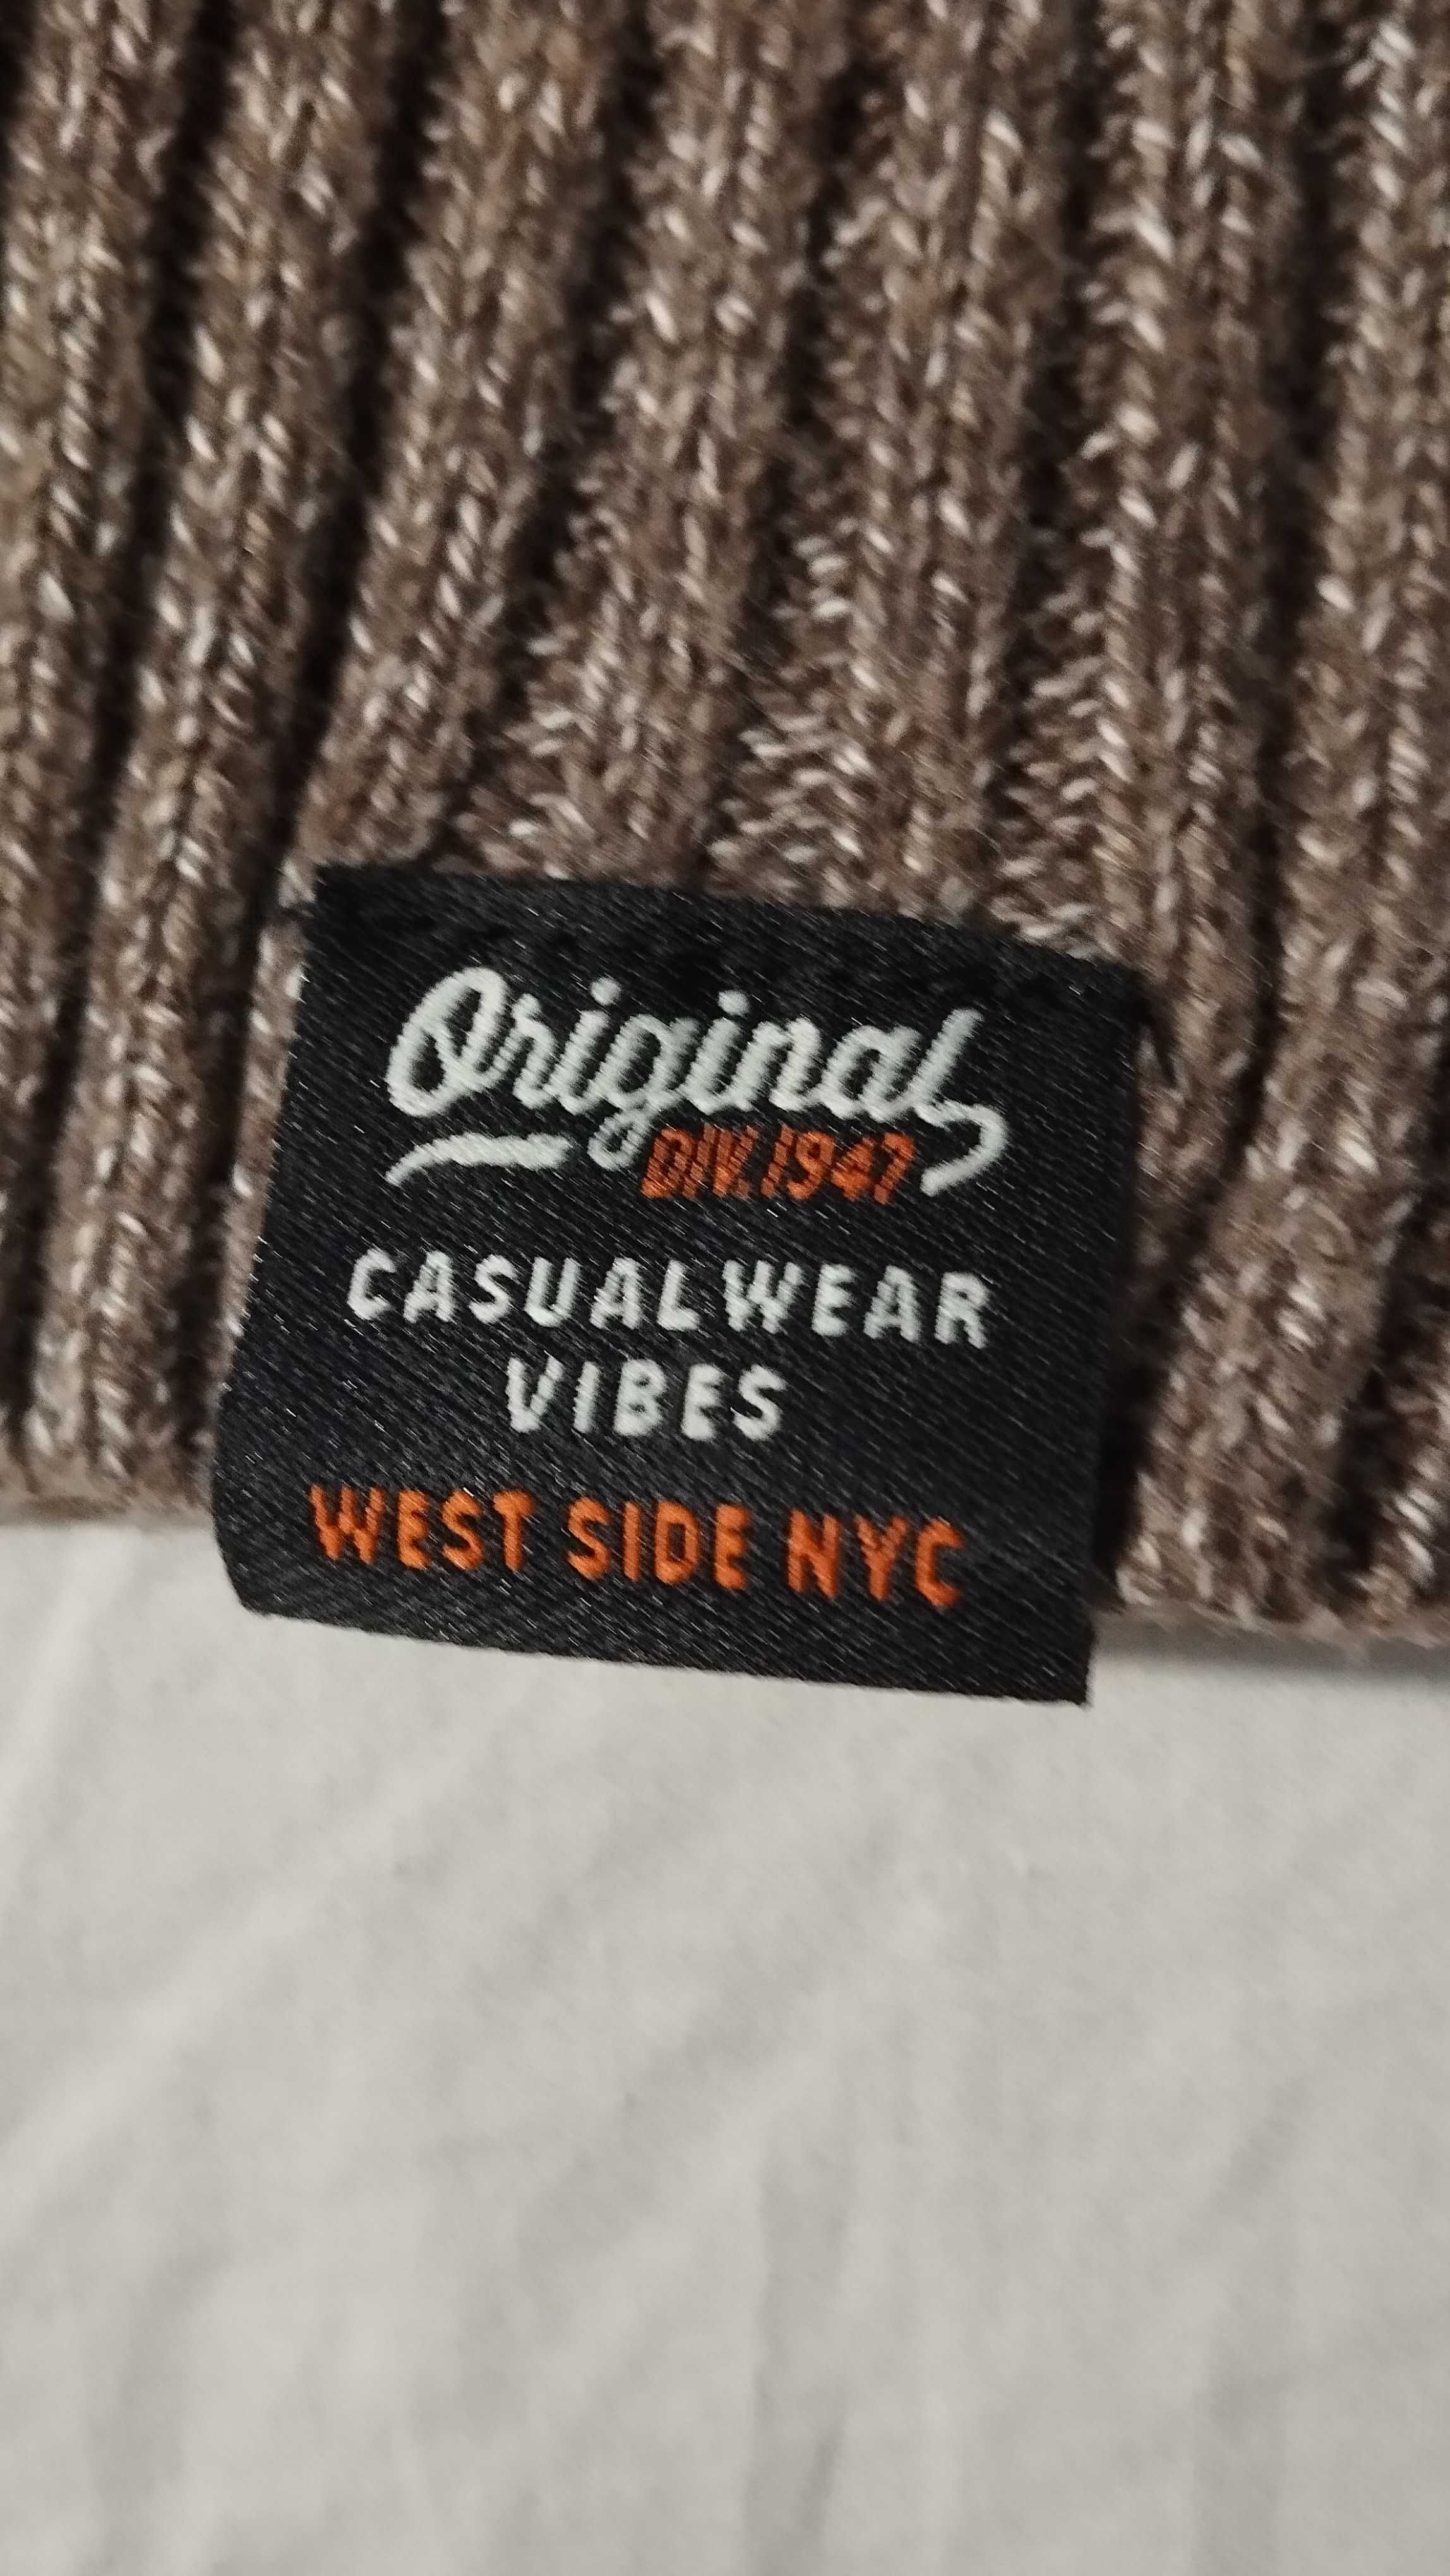 Original
DIV. 1947
CASUALWEAR
VIBES
WEST SIDE NYC